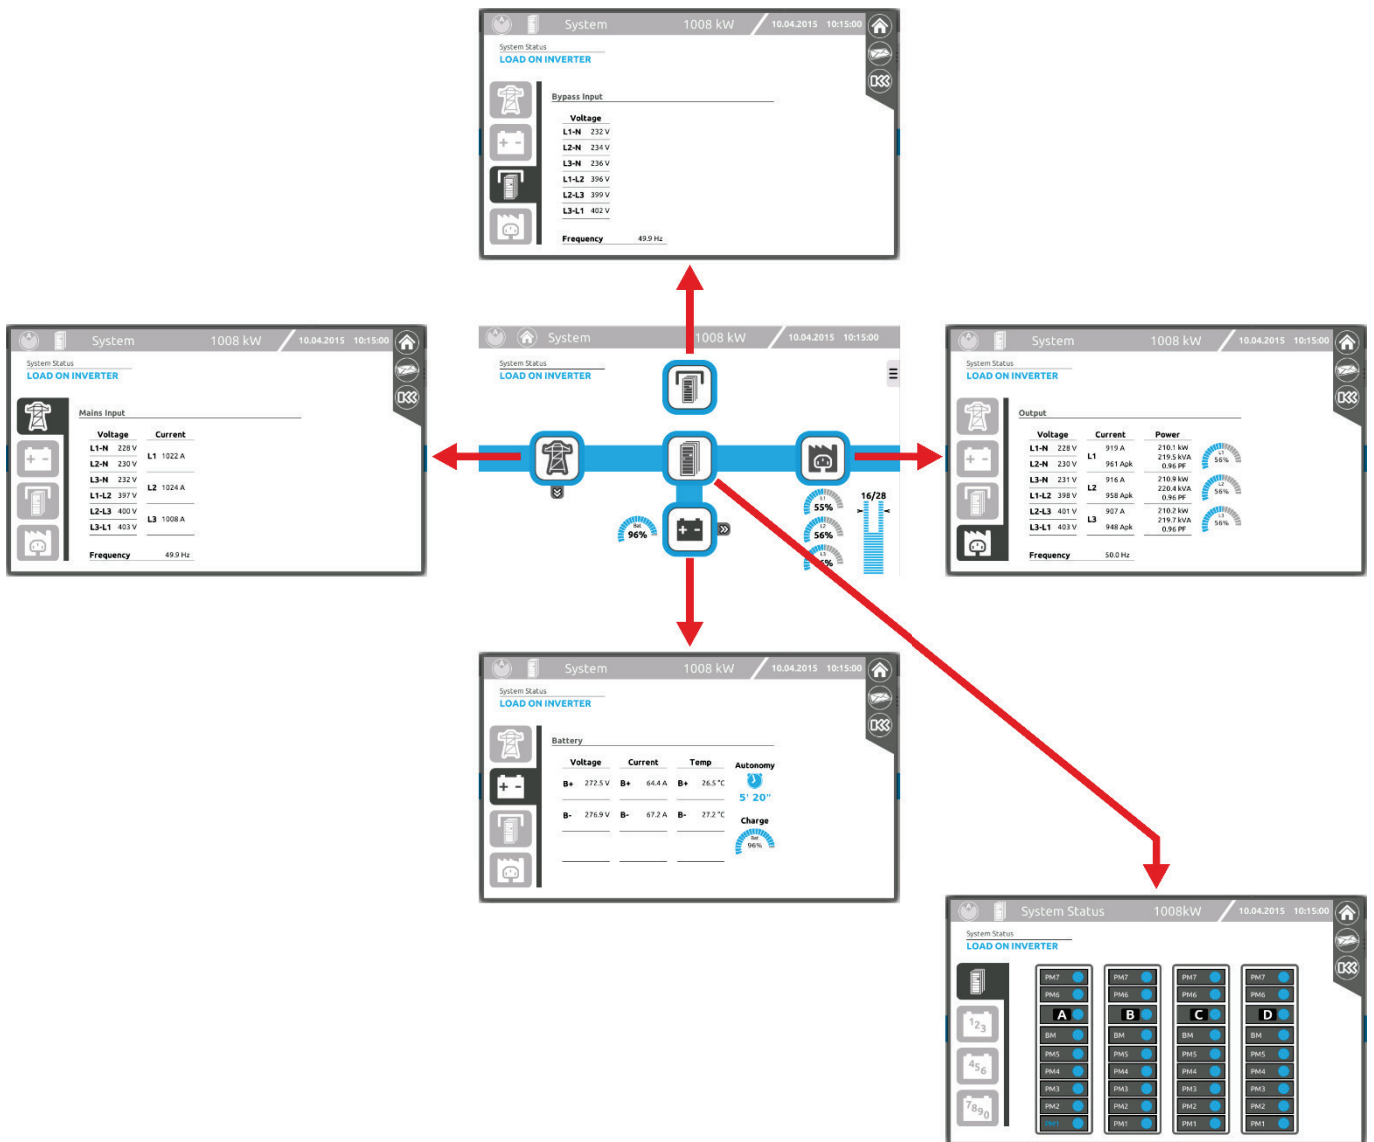 System 1008 kW 10.04.2015 10:15:00
System Status
LOAD ON INVERTER
Bypass Input
Voltage
L1-N 232 V
L2-N 234 V
L3-N 236 V
L1-L2 396 V
L2-L3 399 V
L3-L1 402 V
Frequency 49.9 Hz
System 1008 kW 10.04.2015 10:15:00
System Status
LOAD ON INVERTER
Mains Input
Voltage Current
L1-N 228 V
L1 1022 A
L2-N 230 V
L3-N 232 V
L2 1024 A
L1-L2 397 V
L2-L3 400 V
L3 1008 A
L3-L1 403 V
Frequency 49.9 Hz
System 1008 kW 10.04.2015 10:15:00
System Status
LOAD ON INVERTER
Bat
96%
L1
55%
L2
56%
L3
16/28
System 1008 kW 10.04.2015 10:15:00
System Status
LOAD ON INVERTER
Output
Voltage Current Power
L1-N 228 V 919 A 210.1 kW
L1 219.5 kVA
L2-N 230 V 961 Apk 0.96 PF
L1
56%
L3-N 231 V 916 A 210.9 kW
L2 220.4 kVA
L1-L2 398 V 958 Apk 0.96 PF
L2
56%
L2-L3 401 V 907 A 210.2 kW
L3 219.7 kVA
L3-L1 403 V 948 Apk 0.96 PF
L3
56%
Frequency 50.0 Hz
System 1008 kW 10.04.2015 10:15:00
System Status
LOAD ON INVERTER
Battery
Voltage Current Temp Autonomy
B+ 272.5 V B+ 64.4 A B+ 26.5 °C
5' 20"
B- 276.9 V B- 67.2 A B- 27.2 °C
Charge
Bat
96%
System Status 1008kW 10.04.2015 10:15:00
System Status
LOAD ON INVERTER
123
456
7890
PM7 PM7 PM7 PM7
PM6 PM6 PM6 PM6
A B C D
BM BM BM BM
PM5 PM5 PM5 PM5
PM4 PM4 PM4 PM4
PM3 PM3 PM3 PM3
PM2 PM2 PM2 PM2
PM1 PM1 PM1 PM1